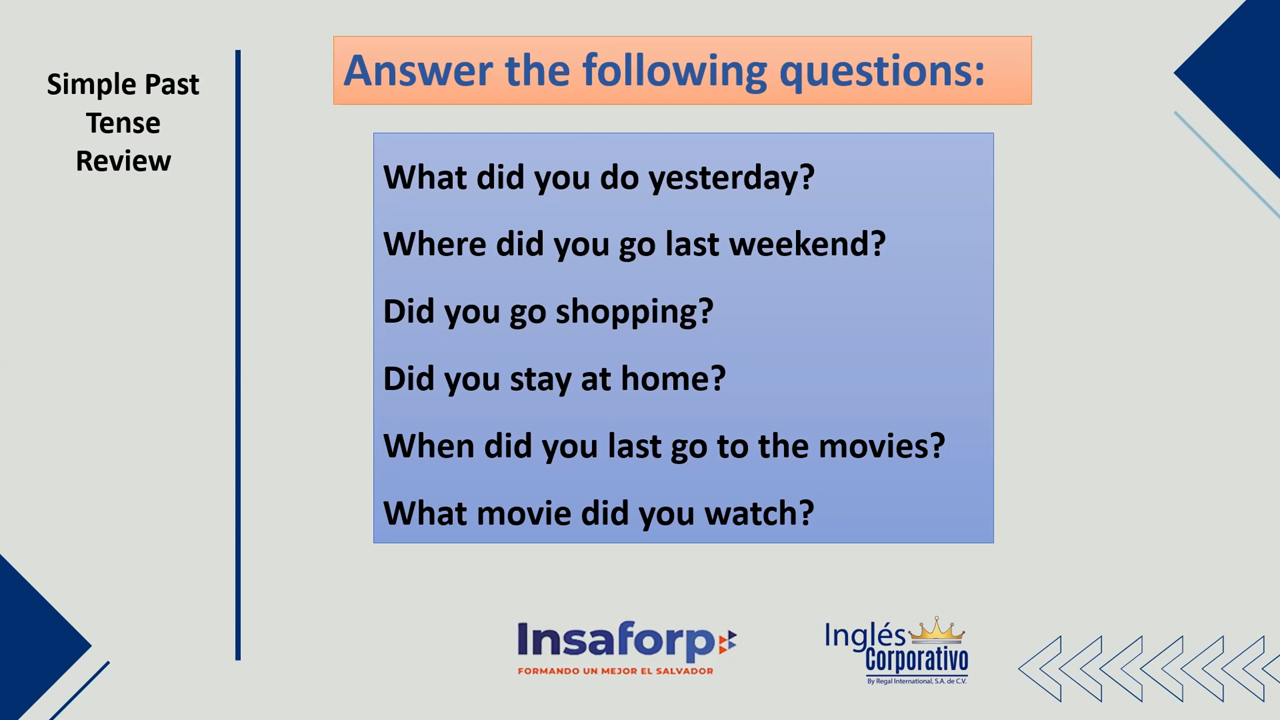 Simple Past
Tense
Review
Answer the following questions:
What did you do yesterday?
Where did you go last weekend?
Did you go shopping?
Did you stay at home?
When did you last go to the movies?
What movie did you watch?
Insaforp
FORMANDO UN MEJOR EL SALVADOR
Inglés
Corporativo
By Regal International, S.A. de C.V.